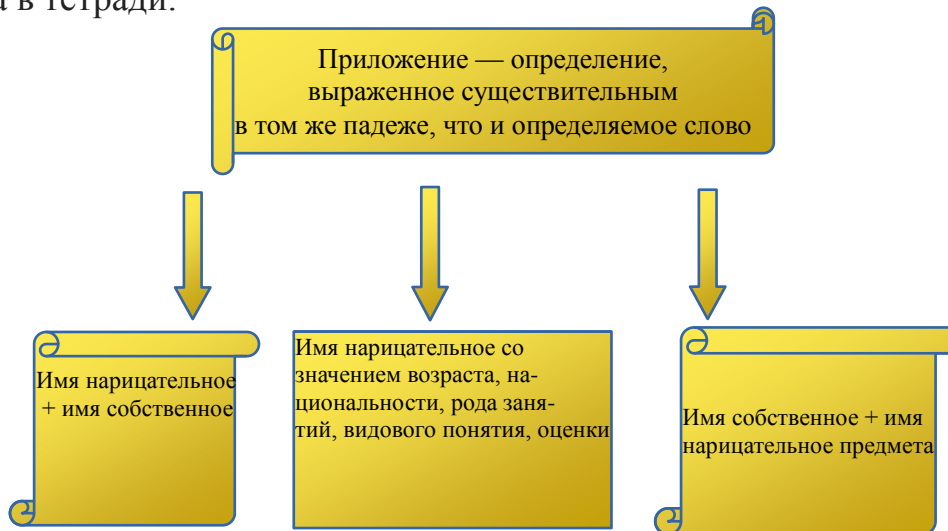 в тетради.
Приложение — определение,
выраженное существительным
в том же падеже, что и определяемое слово
Имя нарицательное
+ имя собственное
Имя нарицательное со
значением возраста, на-
циональности, рода заня-
тий, видового понятия, оценки
Имя собственное + имя
нарицательное предмета